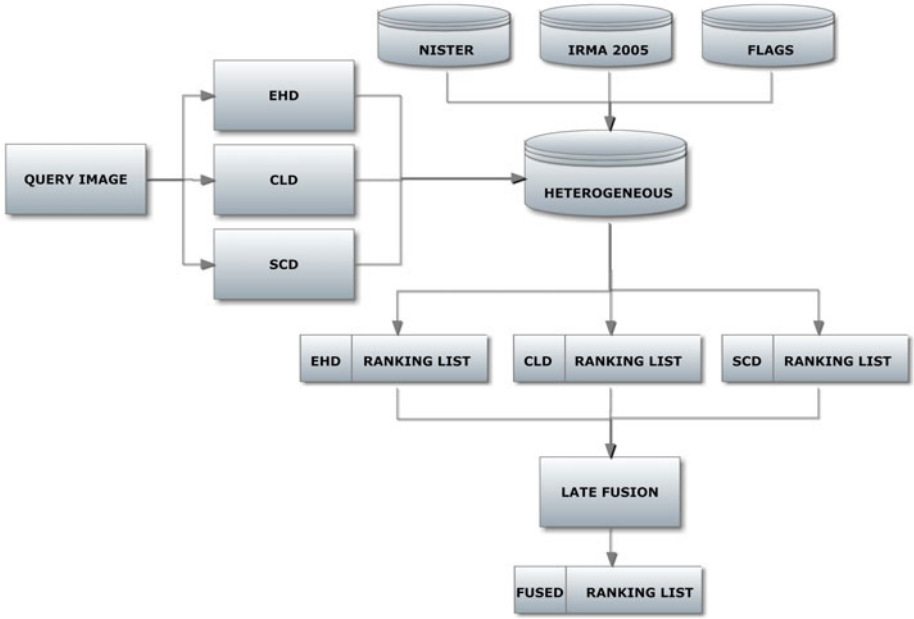 NISTER
IRMA 2005
FLAGS
EHD
QUERY IMAGE
CLD
SCD
HETEROGENEOUS
EHD RANKING LIST
CLD RANKING LIST
SCD RANKING LIST
LATE FUSION
FUSED RANKING LIST